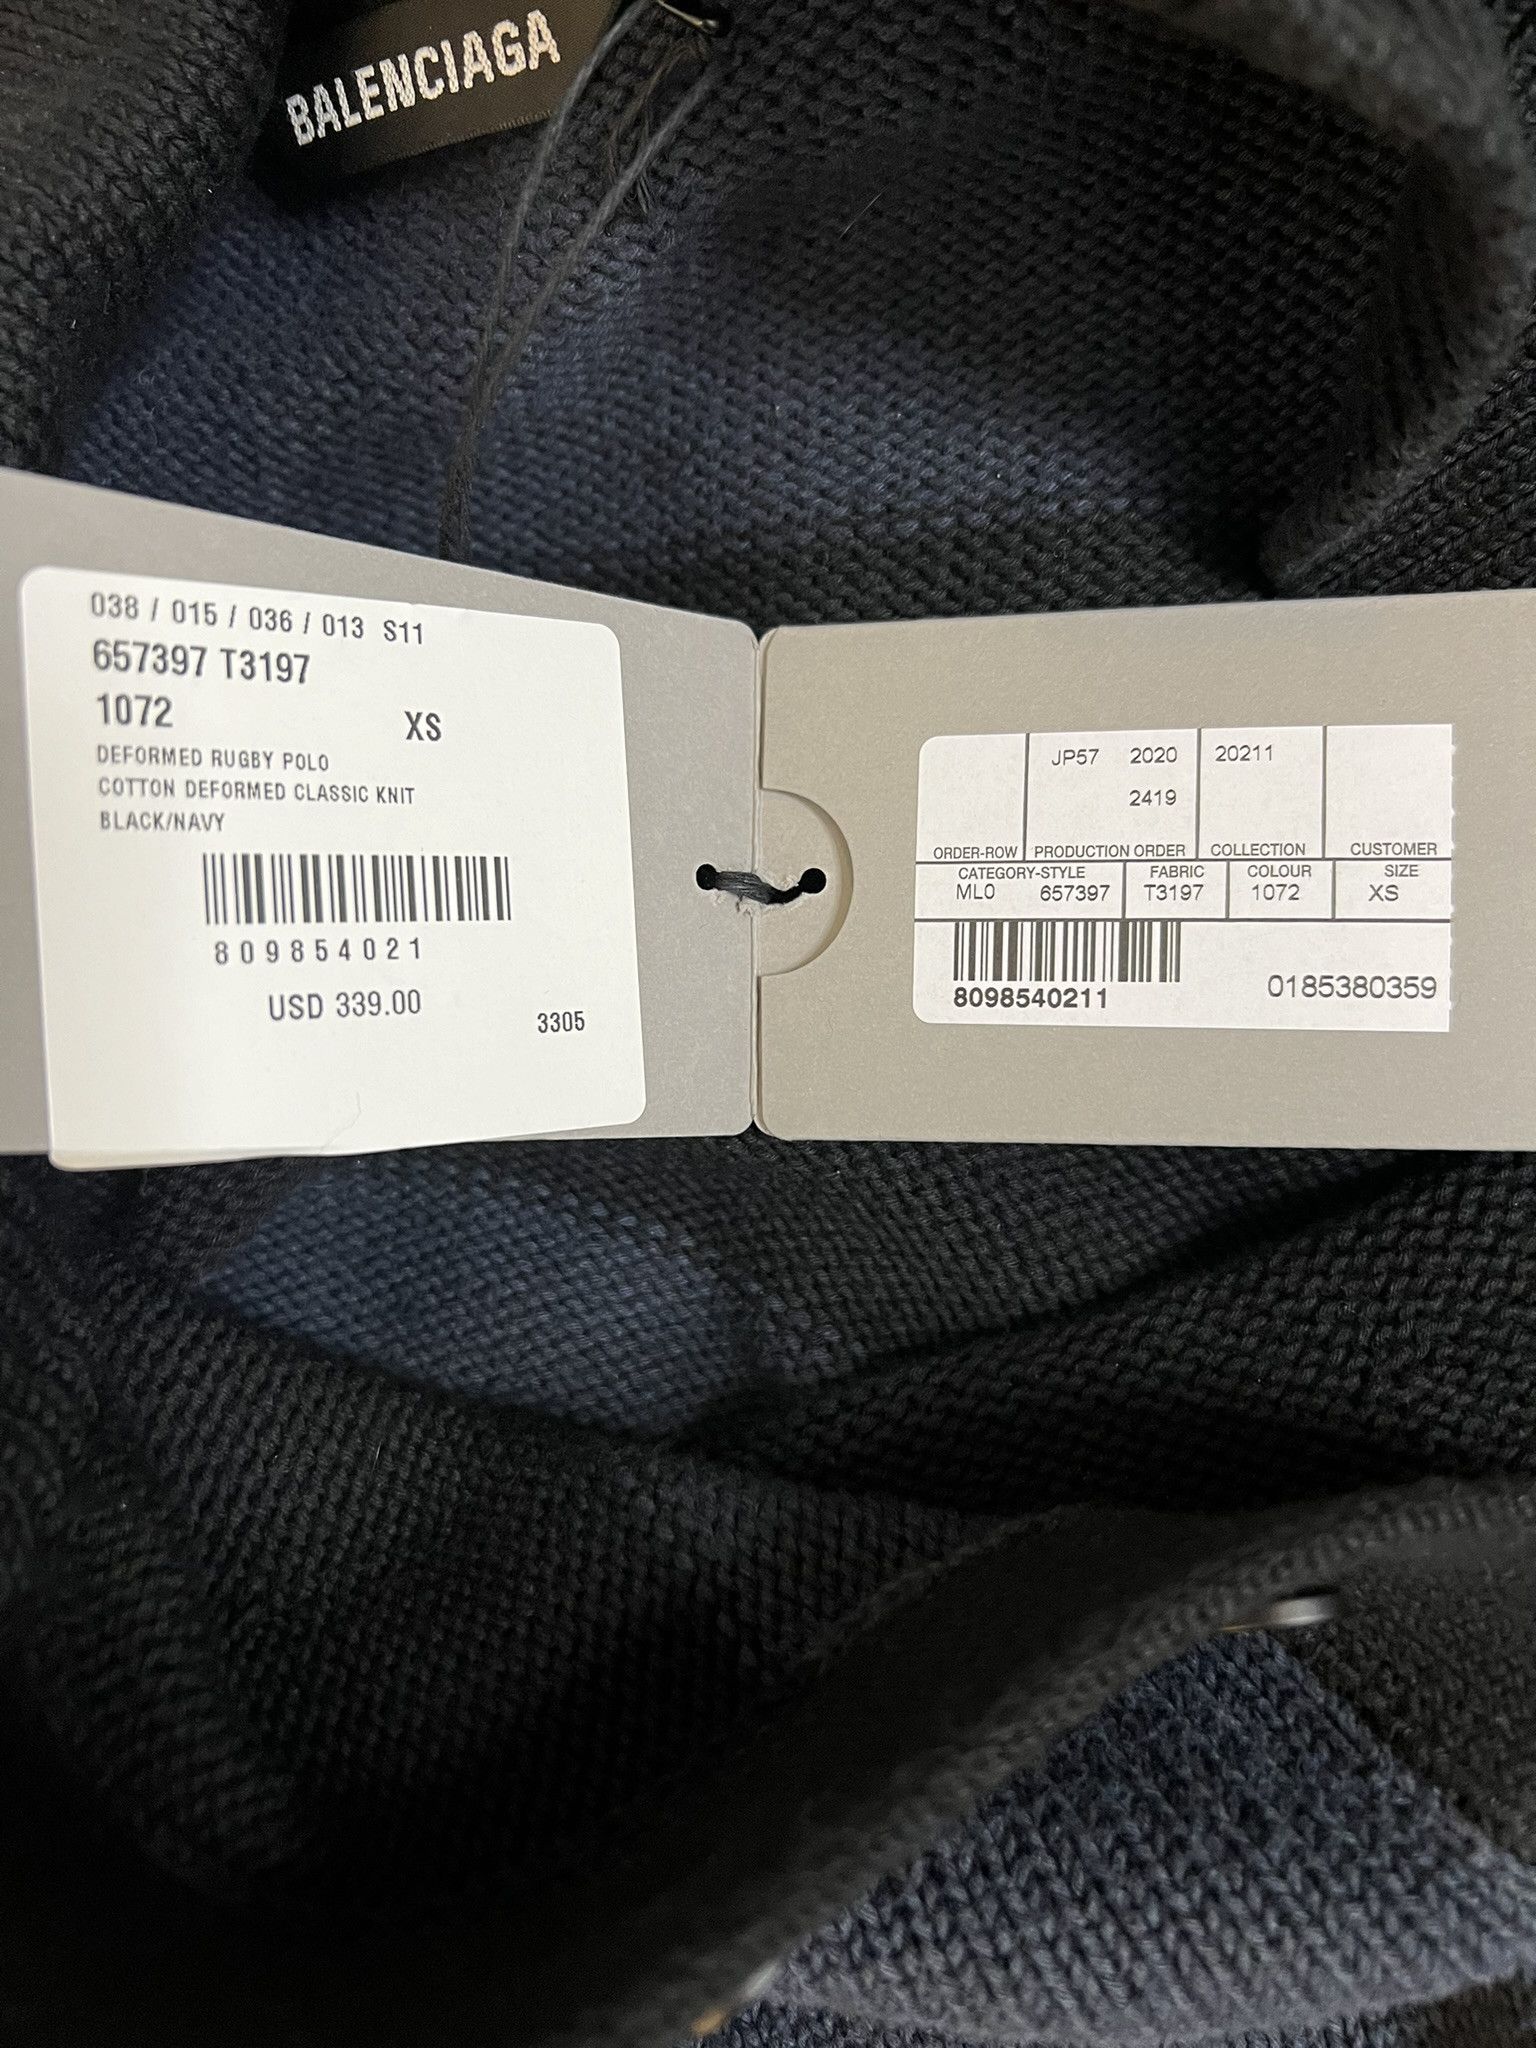 BALENCIAGA
038 / 015 / 036 / 013 S11
657397 T3197
1072 XS
DEFORMED RUGBY POLO
COTTON DEFORMED CLASSIC KNIT
BLACK/NAVY
809854021
USD 339.00
3305
JP57 2020 20211
2419
ORDER-ROW PRODUCTION ORDER COLLECTION CUSTOMER
CATEGORY-STYLE FABRIC COLOUR SIZE
ML0 657397 T3197 1072 XS
8098540211 0185380359